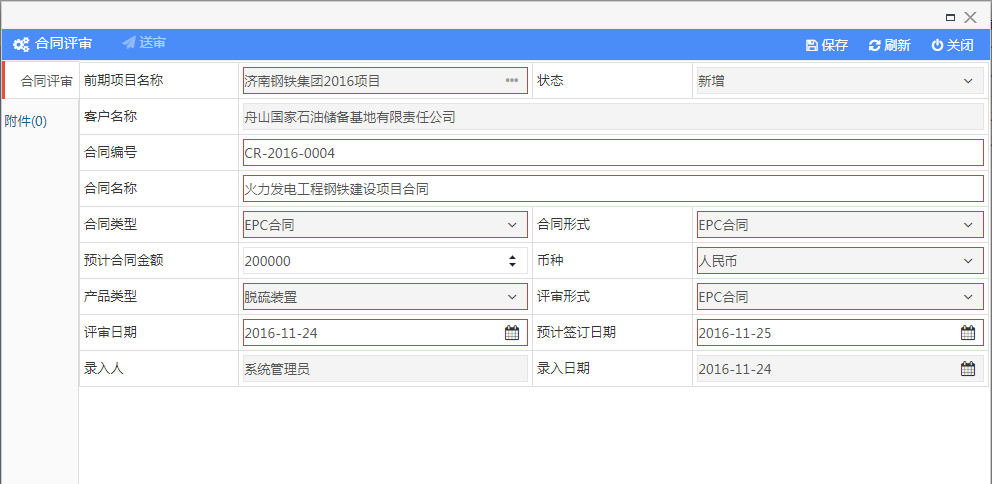 合同评审 送审 保存 刷新 关闭
合同评审 前期项目名称 济南钢铁集团2016项目 状态 新增
附件(0) 客户名称 舟山国家石油储备基地有限责任公司
合同编号 CR-2016-0004
合同名称 火力发电工程钢铁建设项目合同
合同类型 EPC合同 合同形式 EPC合同
预计合同金额 200000 币种 人民币
产品类型 脱硫装置 评审形式 EPC合同
评审日期 2016-11-24 预计签订日期 2016-11-25
录入人 系统管理员 录入日期 2016-11-24